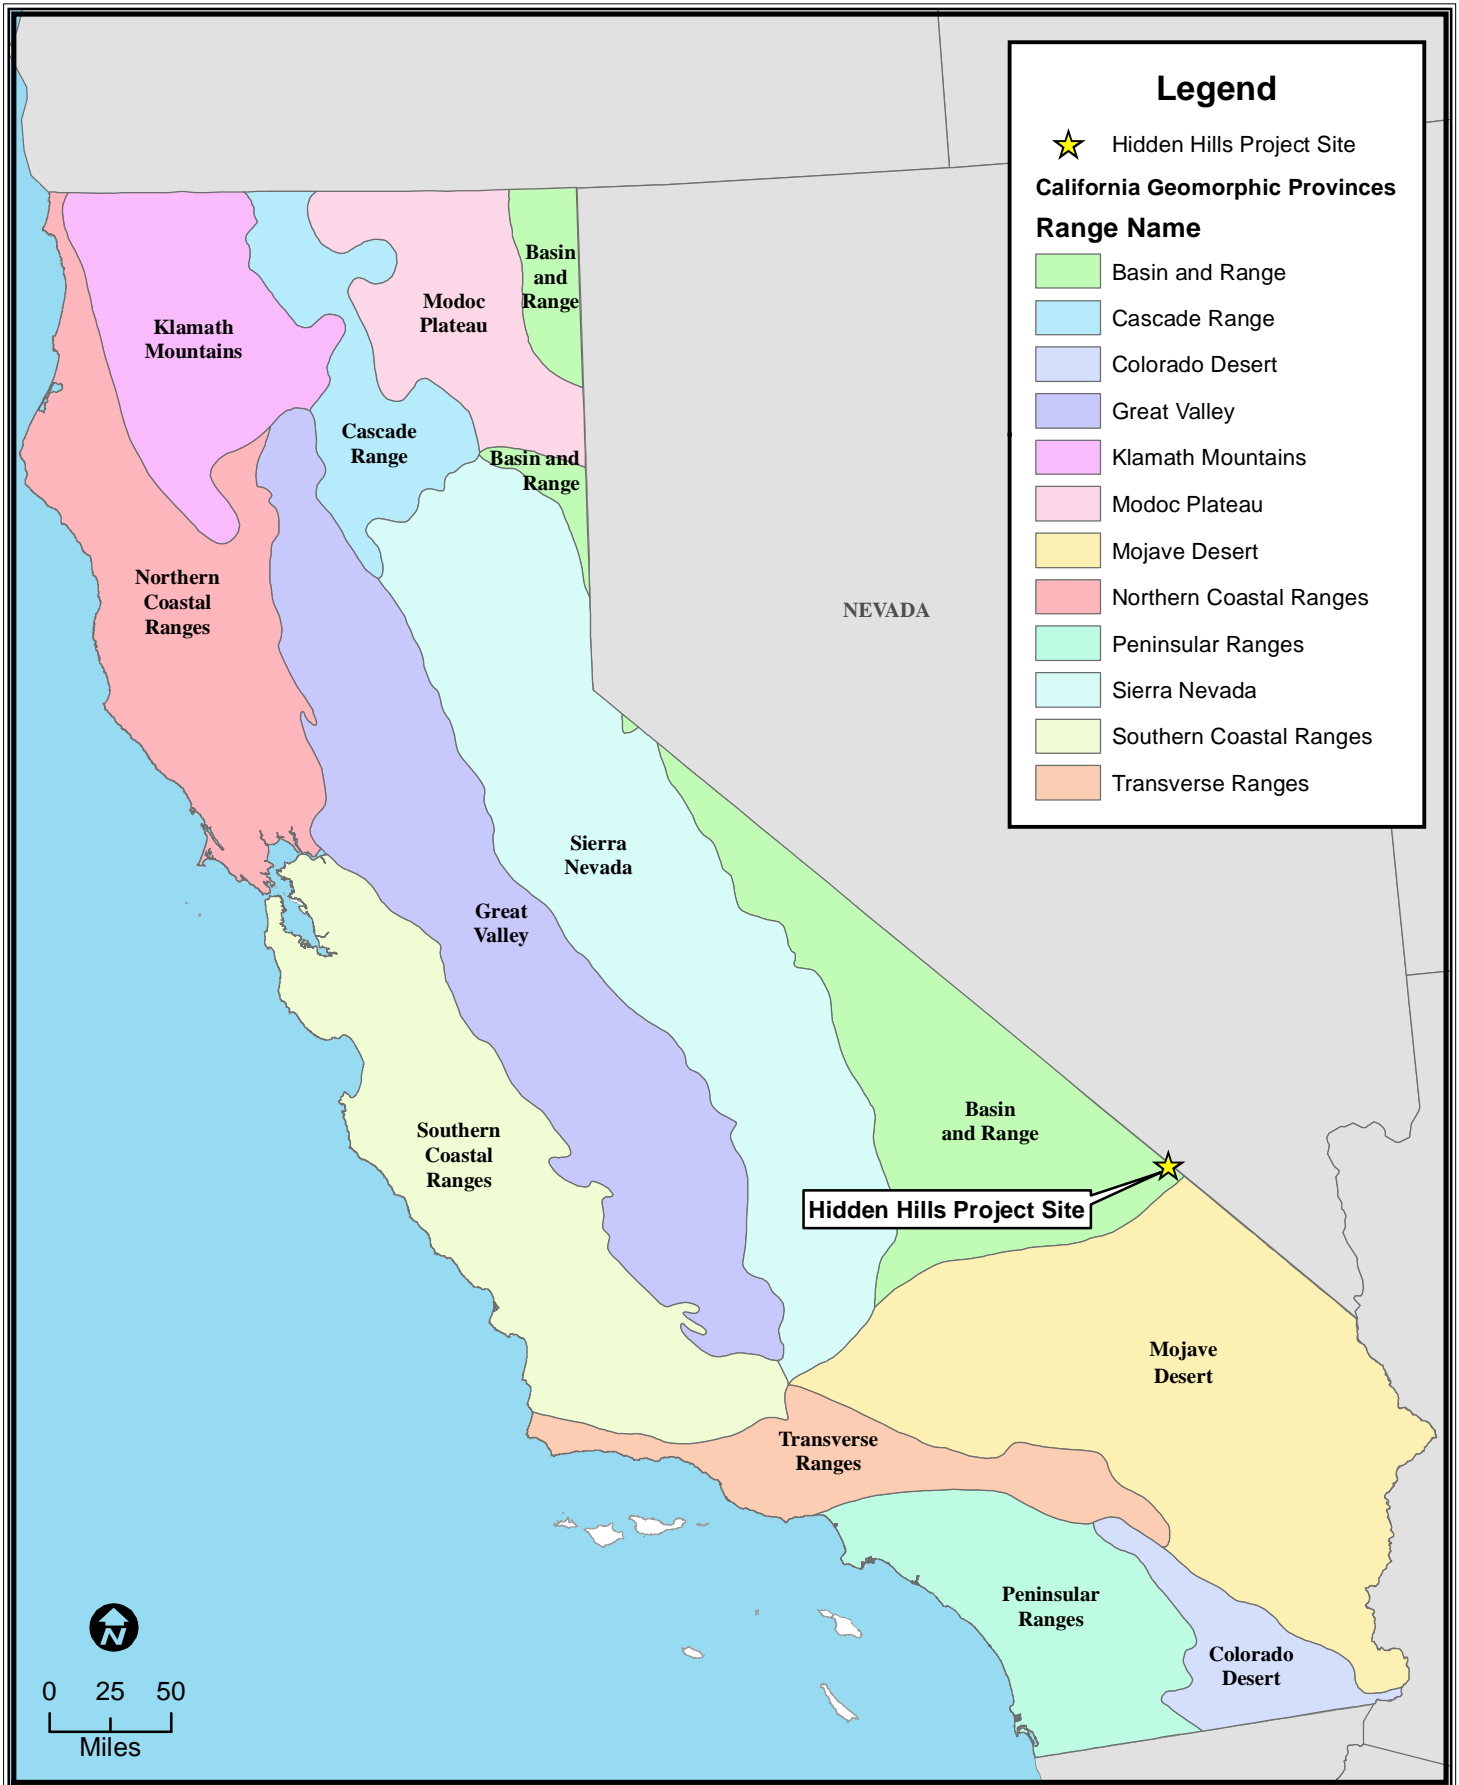 Legend
Hidden Hills Project Site
California Geomorphic Provinces
Range Name
Basin and Range
Cascade Range
Colorado Desert
Great Valley
Klamath Mountains
Modoc Plateau
Mojave Desert
Northern Coastal Ranges
Peninsular Ranges
Sierra Nevada
Southern Coastal Ranges
Transverse Ranges
Basin
and
Range
Modoc
Plateau
Klamath
Mountains
Cascade
Range
Basin and
Range
Northern
Coastal
Ranges
NEVADA
Sierra
Nevada
Great
Valley
Basin
and Range
Southern
Coastal
Ranges
Hidden Hills Project Site
Mojave
Desert
Transverse
Ranges
Peninsular
Ranges
Colorado
Desert
N
0 25 50
Miles